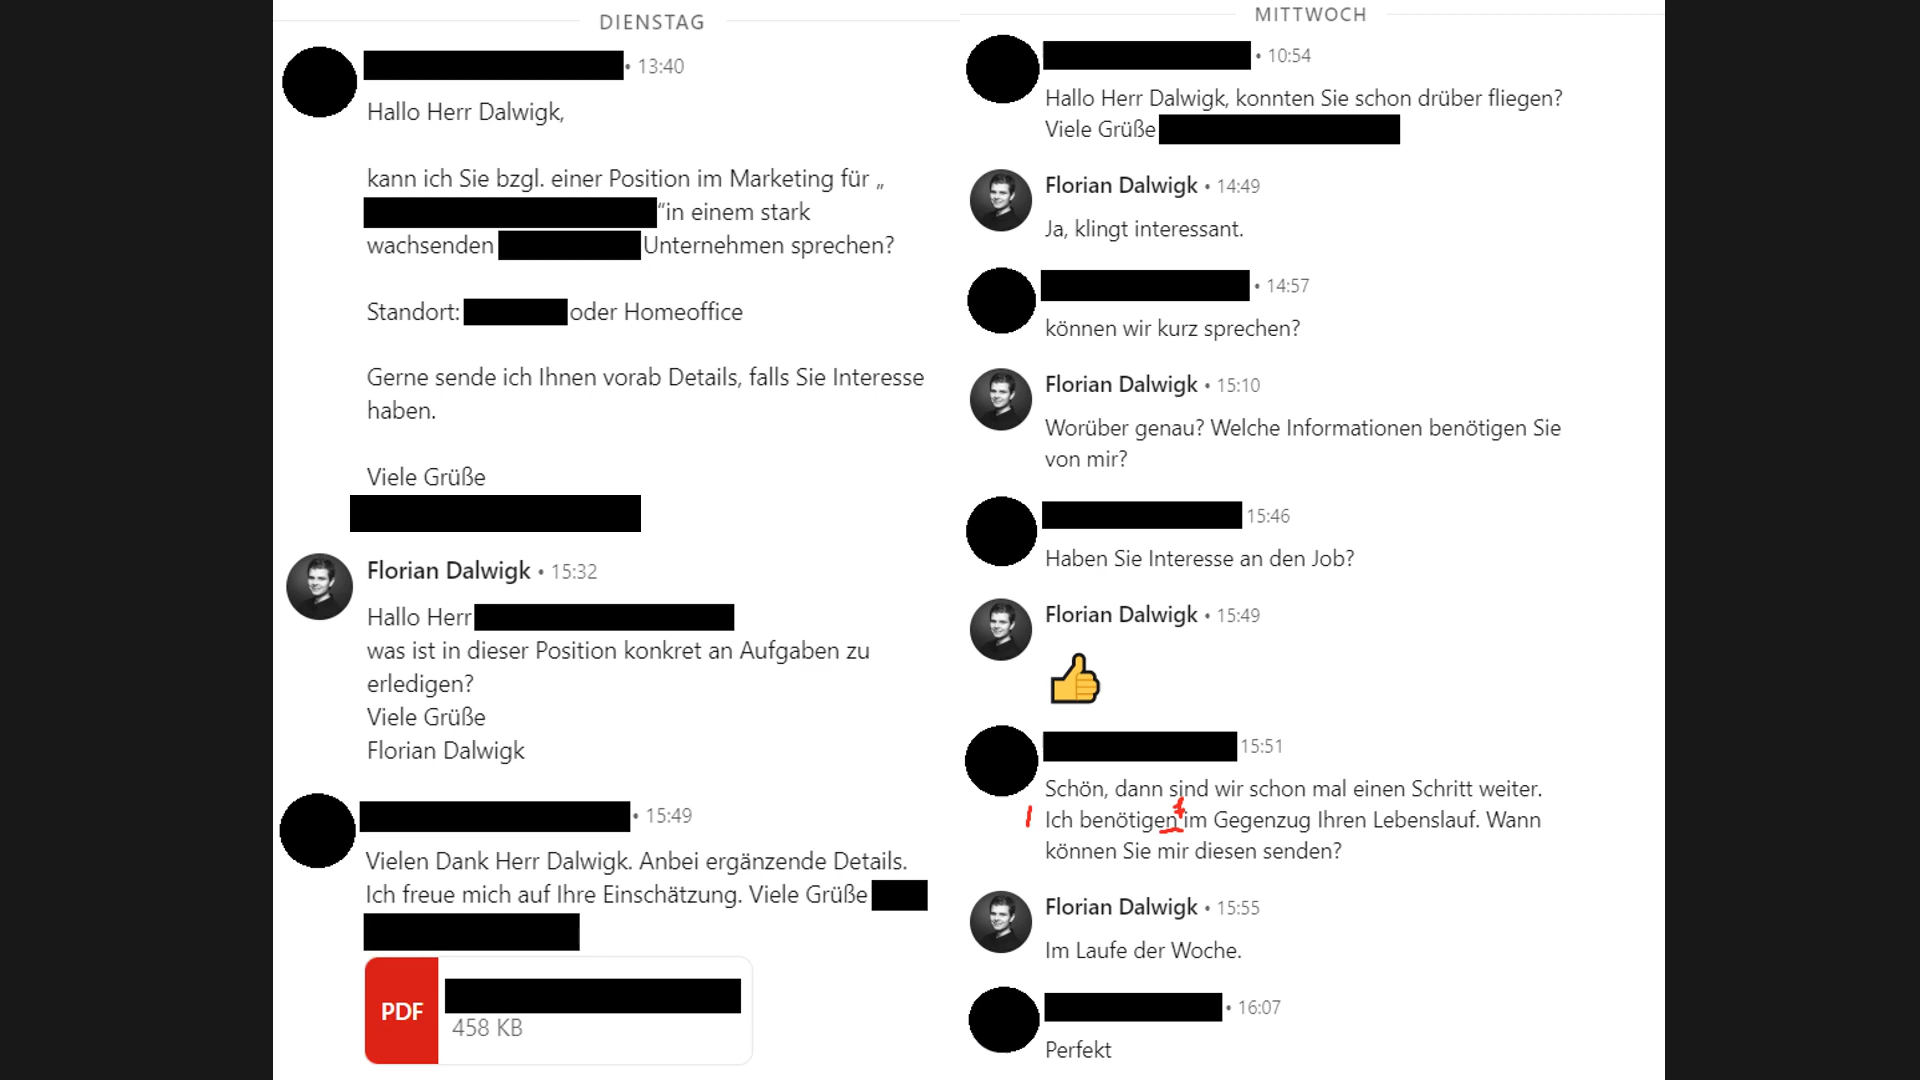 DIENSTAG
• 13:40
Hallo Herr Dalwigk,
kann ich Sie bzgl. einer Position im Marketing für „
“in einem stark
wachsenden Unternehmen sprechen?
Standort: oder Homeoffice
Gerne sende ich Ihnen vorab Details, falls Sie Interesse
haben.
Viele Grüße
Florian Dalwigk • 15:32
Hallo Herr
was ist in dieser Position konkret an Aufgaben zu
erledigen?
Viele Grüße
Florian Dalwigk
• 15:49
Vielen Dank Herr Dalwigk. Anbei ergänzende Details.
Ich freue mich auf Ihre Einschätzung. Viele Grüße
PDF
458 KB
MITTWOCH
• 10:54
Hallo Herr Dalwigk, konnten Sie schon drüber fliegen?
Viele Grüße
Florian Dalwigk • 14:49
Ja, klingt interessant.
• 14:57
können wir kurz sprechen?
Florian Dalwigk • 15:10
Worüber genau? Welche Informationen benötigen Sie
von mir?
15:46
Haben Sie Interesse an den Job?
Florian Dalwigk • 15:49
15:51
Schön, dann sind wir schon mal einen Schritt weiter.
Ich benötigen im Gegenzug Ihren Lebenslauf. Wann
können Sie mir diesen senden?
Florian Dalwigk • 15:55
Im Laufe der Woche.
• 16:07
Perfekt